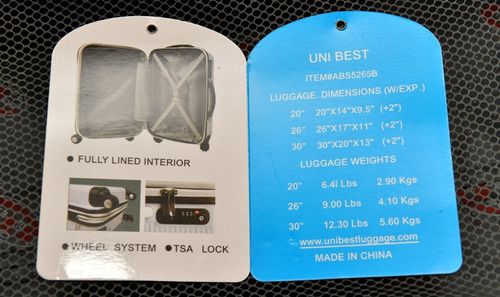 FULLY LINED INTERIOR
WHEEL SYSTEM
TSA LOCK
UNI BEST
ITEM#ABS5265B
LUGGAGE DIMENSIONS (W/EXP.)
20" 20"X14"X9.5" (+2")
26" 26"X17"X11" (+2")
30" 30"X20"X13" (+2")
LUGGAGE WEIGHTS
20" 6.4l Lbs 2.90 Kgs
26" 9.00 Lbs 4.10 Kgs
30" 12.30 Lbs 5.60 Kgs
www.unibestluggage.com
MADE IN CHINA